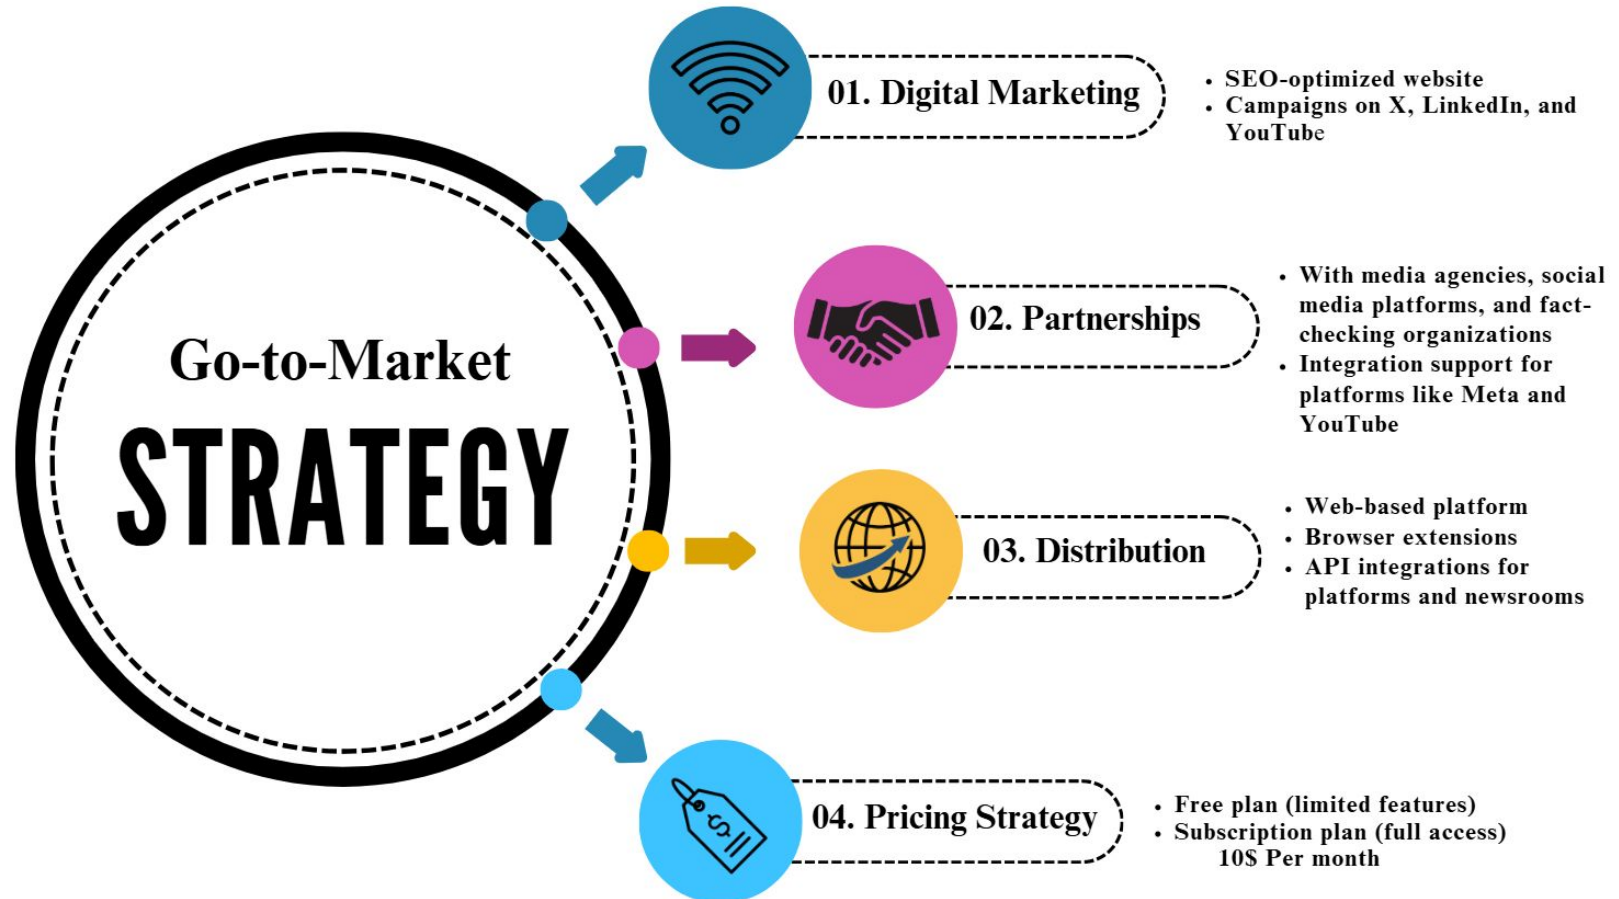 Go-to-Market
STRATEGY
01. Digital Marketing
• SEO-optimized website
• Campaigns on X, LinkedIn, and
YouTube
02. Partnerships
• With media agencies, social
media platforms, and fact-
checking organizations
• Integration support for
platforms like Meta and
YouTube
03. Distribution
• Web-based platform
• Browser extensions
• API integrations for
platforms and newsrooms
04. Pricing Strategy
• Free plan (limited features)
• Subscription plan (full access)
10$ Per month
$